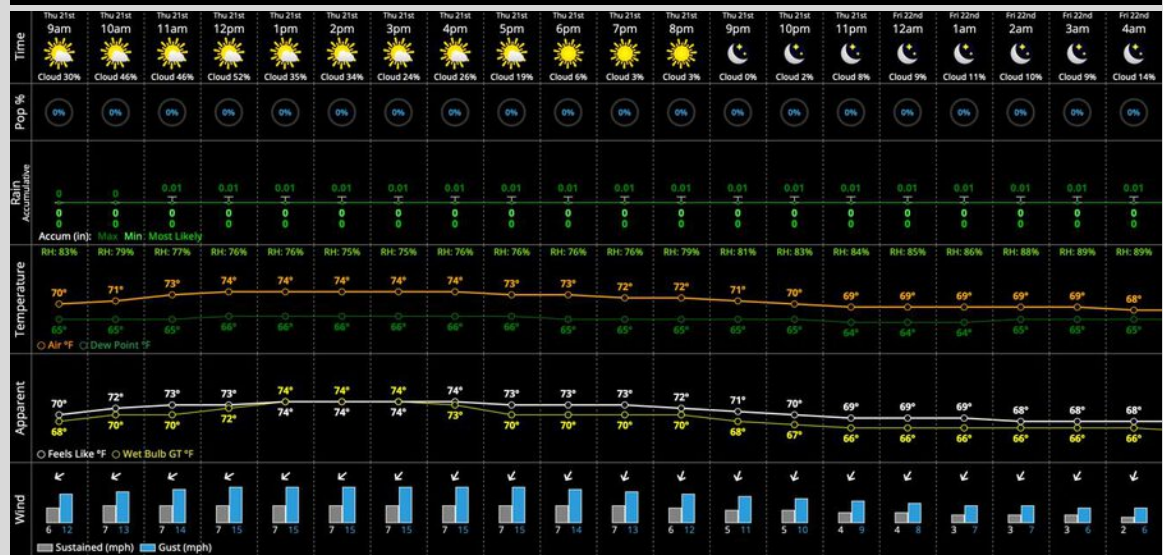 Thu 21st Thu 21st Thu 21st Thu 21st Thu 21st Thu 21st Thu 21st Thu 21st Thu 21st Thu 21st Thu 21st Thu 21st Thu 21st Thu 21st Thu 21st Fri 22nd Fri 22nd Fri 22nd Fri 22nd Fri 22nd
Time 9am 10am 11am 12pm 1pm 2pm 3pm 4pm 5pm 6pm 7pm 8pm 9pm 10pm 11pm 12am 1am 2am 3am 4am
Cloud 30% Cloud 46% Cloud 46% Cloud 52% Cloud 35% Cloud 34% Cloud 24% Cloud 26% Cloud 19% Cloud 6% Cloud 3% Cloud 3% Cloud 0% Cloud 2% Cloud 8% Cloud 9% Cloud 11% Cloud 10% Cloud 9% Cloud 14%
Pop % 0% 0% 0% 0% 0% 0% 0% 0% 0% 0% 0% 0% 0% 0% 0% 0% 0% 0% 0% 0%
Rain Accumulative
0 0 0.01 0.01 0.01 0.01 0.01 0.01 0.01 0.01 0.01 0.01 0.01 0.01 0.01 0.01 0.01 0.01 0.01 0.01
0 0 0 0 0 0 0 0 0 0 0 0 0 0 0 0 0 0 0 0
0 0 0 0 0 0 0 0 0 0 0 0 0 0 0 0 0 0 0 0
Accum (in): Max Min Most Likely
RH: 83% RH: 79% RH: 77% RH: 76% RH: 76% RH: 75% RH: 75% RH: 76% RH: 76% RH: 76% RH: 76% RH: 79% RH: 81% RH: 83% RH: 84% RH: 85% RH: 86% RH: 88% RH: 89% RH: 89%
Temperature
70° 71° 73° 74° 74° 74° 74° 74° 73° 73° 72° 72° 71° 70° 69° 69° 69° 69° 69° 68°
65° 65° 65° 66° 66° 66° 66° 66° 66° 65° 65° 65° 65° 65° 64° 64° 64° 65° 65° 65°
Air °F Dew Point °F
Apparent
70° 72° 73° 73° 74° 74° 74° 74° 73° 73° 73° 72° 71° 70° 69° 69° 69° 68° 68° 68°
68° 70° 70° 72° 74° 74° 74° 73° 70° 70° 70° 70° 68° 67° 66° 66° 66° 66° 66° 66°
Feels Like °F Wet Bulb GT °F
Wind
6 12 7 13 7 14 7 15 7 15 7 15 7 15 7 15 7 15 7 14 7 13 6 12 5 11 5 10 4 9 4 8 3 7 3 7 3 6 2 6
Sustained (mph) Gust (mph)